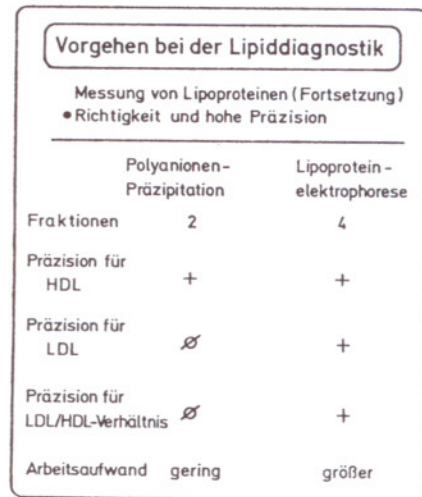 Vorgehen bei der Lipiddiagnostik
Messung von Lipoproteinen (Fortsetzung)
• Richtigkeit und hohe Präzision
Polyanionen- Lipoprotein-
Präzipitation elektrophorese
Fraktionen 2 4
Präzision für
HDL + +
Präzision für
LDL ø +
Präzision für
LDL/HDL-Verhältnis ø +
Arbeitsaufwand gering größer